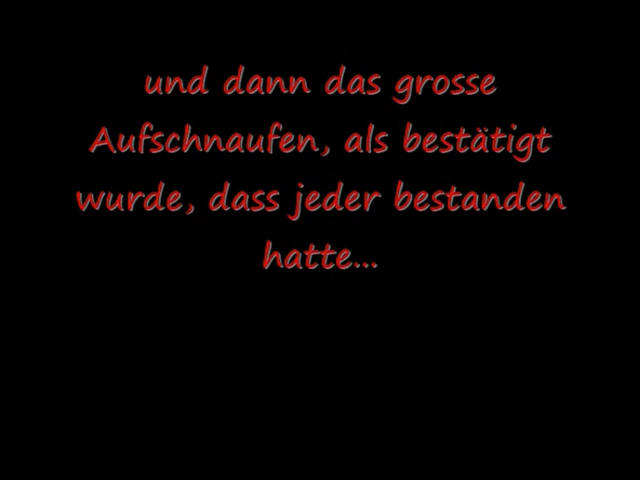 und dann das grosse
Aufschnaufen, als bestätigt
wurde, dass jeder bestanden
hatte...